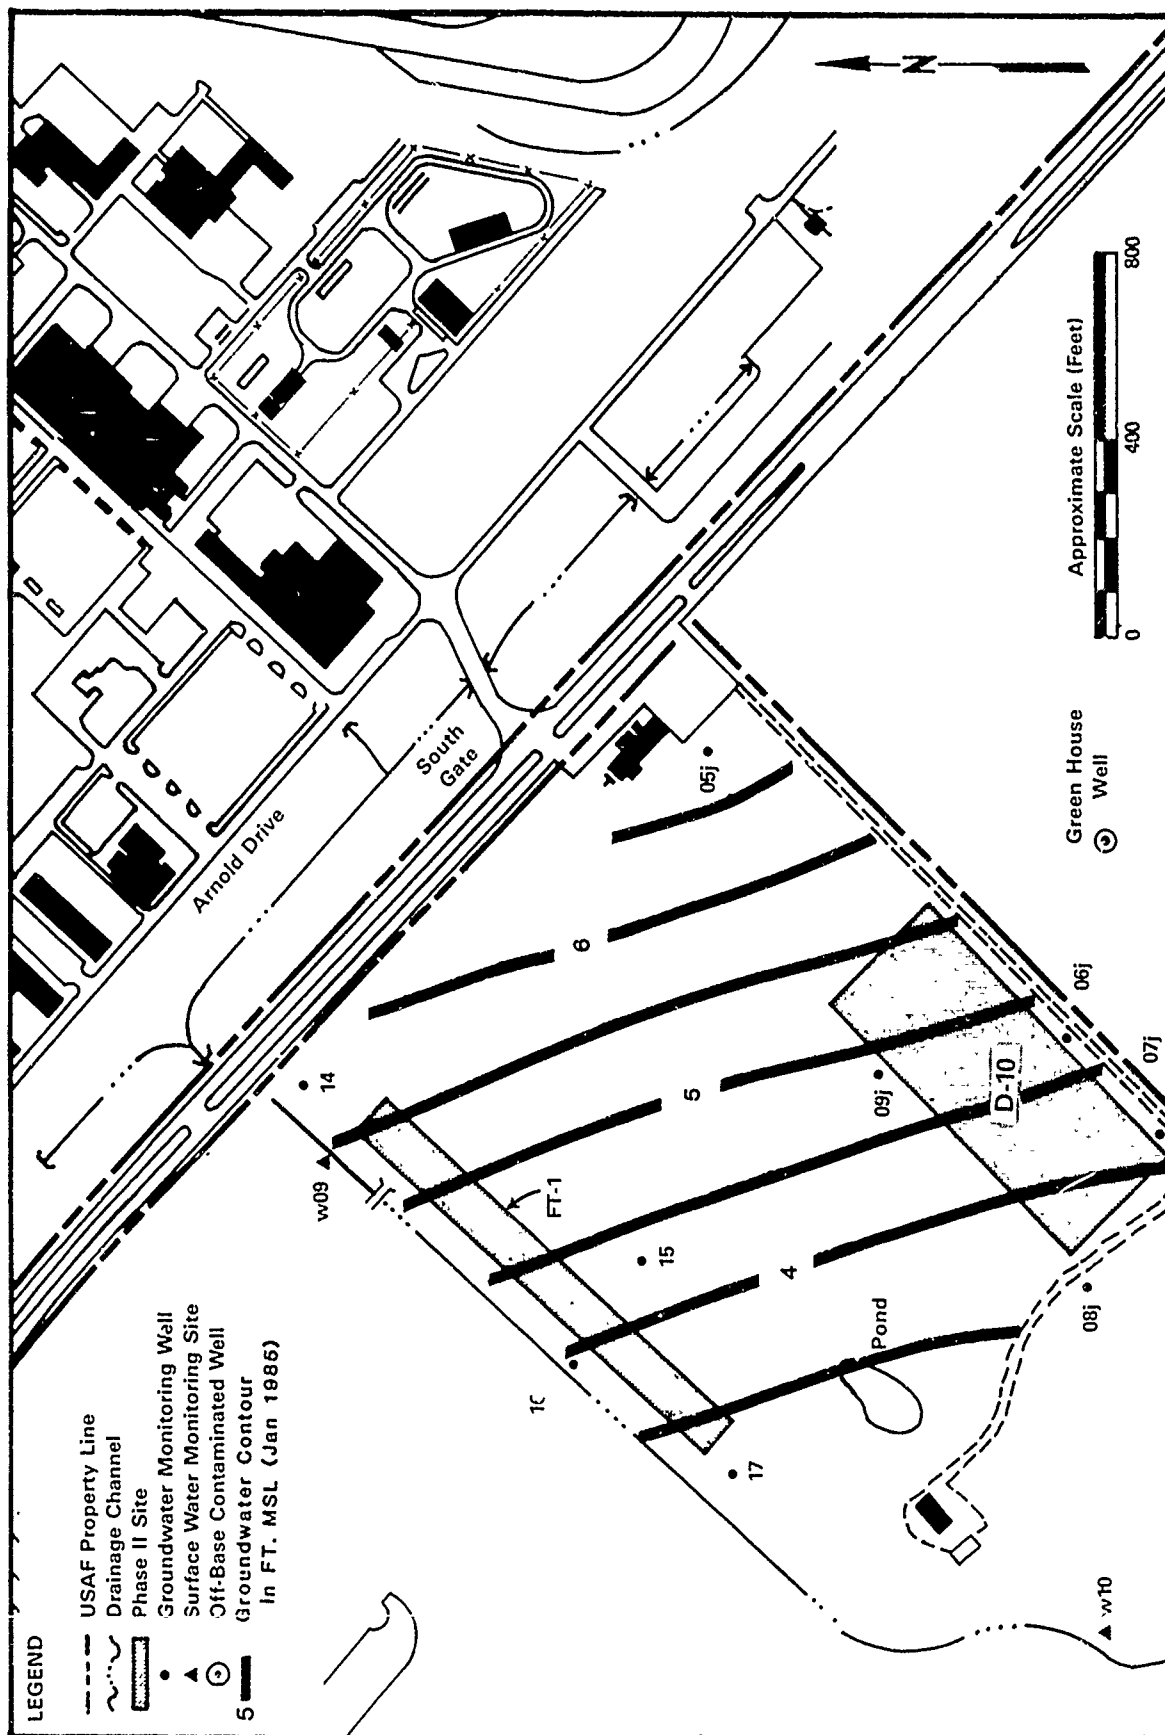 LEGEND
USAF Property Line
Drainage Channel
Phase II Site
Groundwater Monitoring Well
Surface Water Monitoring Site
Off-Base Contaminated Well
5 Groundwater Contour
In FT. MSL (Jan 1986)
Arnold Drive
South
Gate
N
w09
14
FT-1
15
16
17
Pond
w10
6
5
4
05j
09j
D-10
06j
07j
08j
Green House
Well
Approximate Scale (Feet)
0
400
800